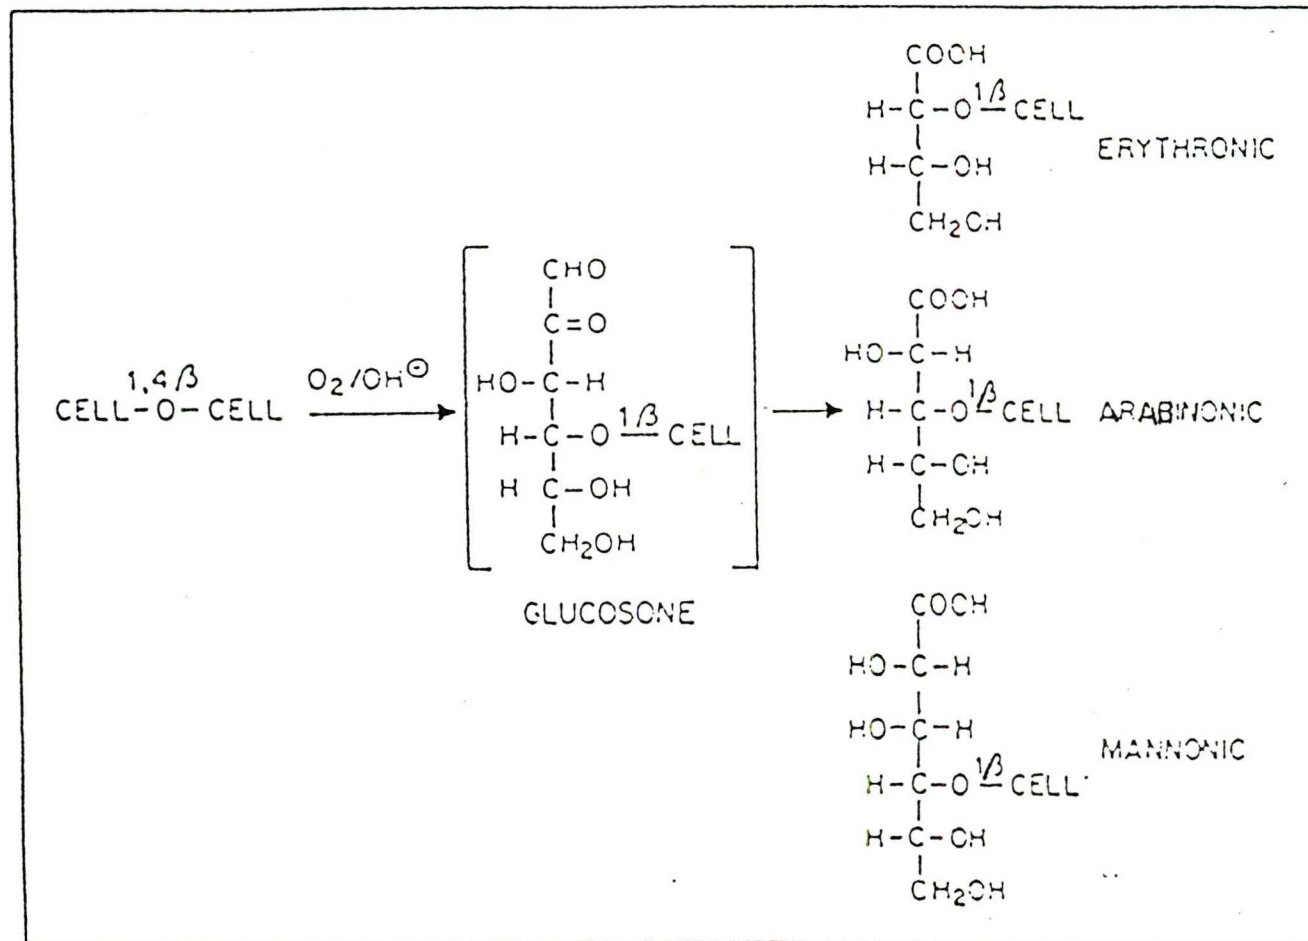 1,4β
CELL-O-CELL
O₂/OH⊖
CHO
C=O
HO-C-H
H-C-O 1β CELL
H C-OH
CH₂OH
GLUCOSONE
COOH
H-C-O 1β CELL
H-C-OH
CH₂OH
ERYTHRONIC
COOH
HO-C-H
H-C-O 1β CELL
H-C-OH
CH₂OH
ARABINONIC
COOH
HO-C-H
HO-C-H
H-C-O 1β CELL
H-C-OH
CH₂OH
MANNONIC